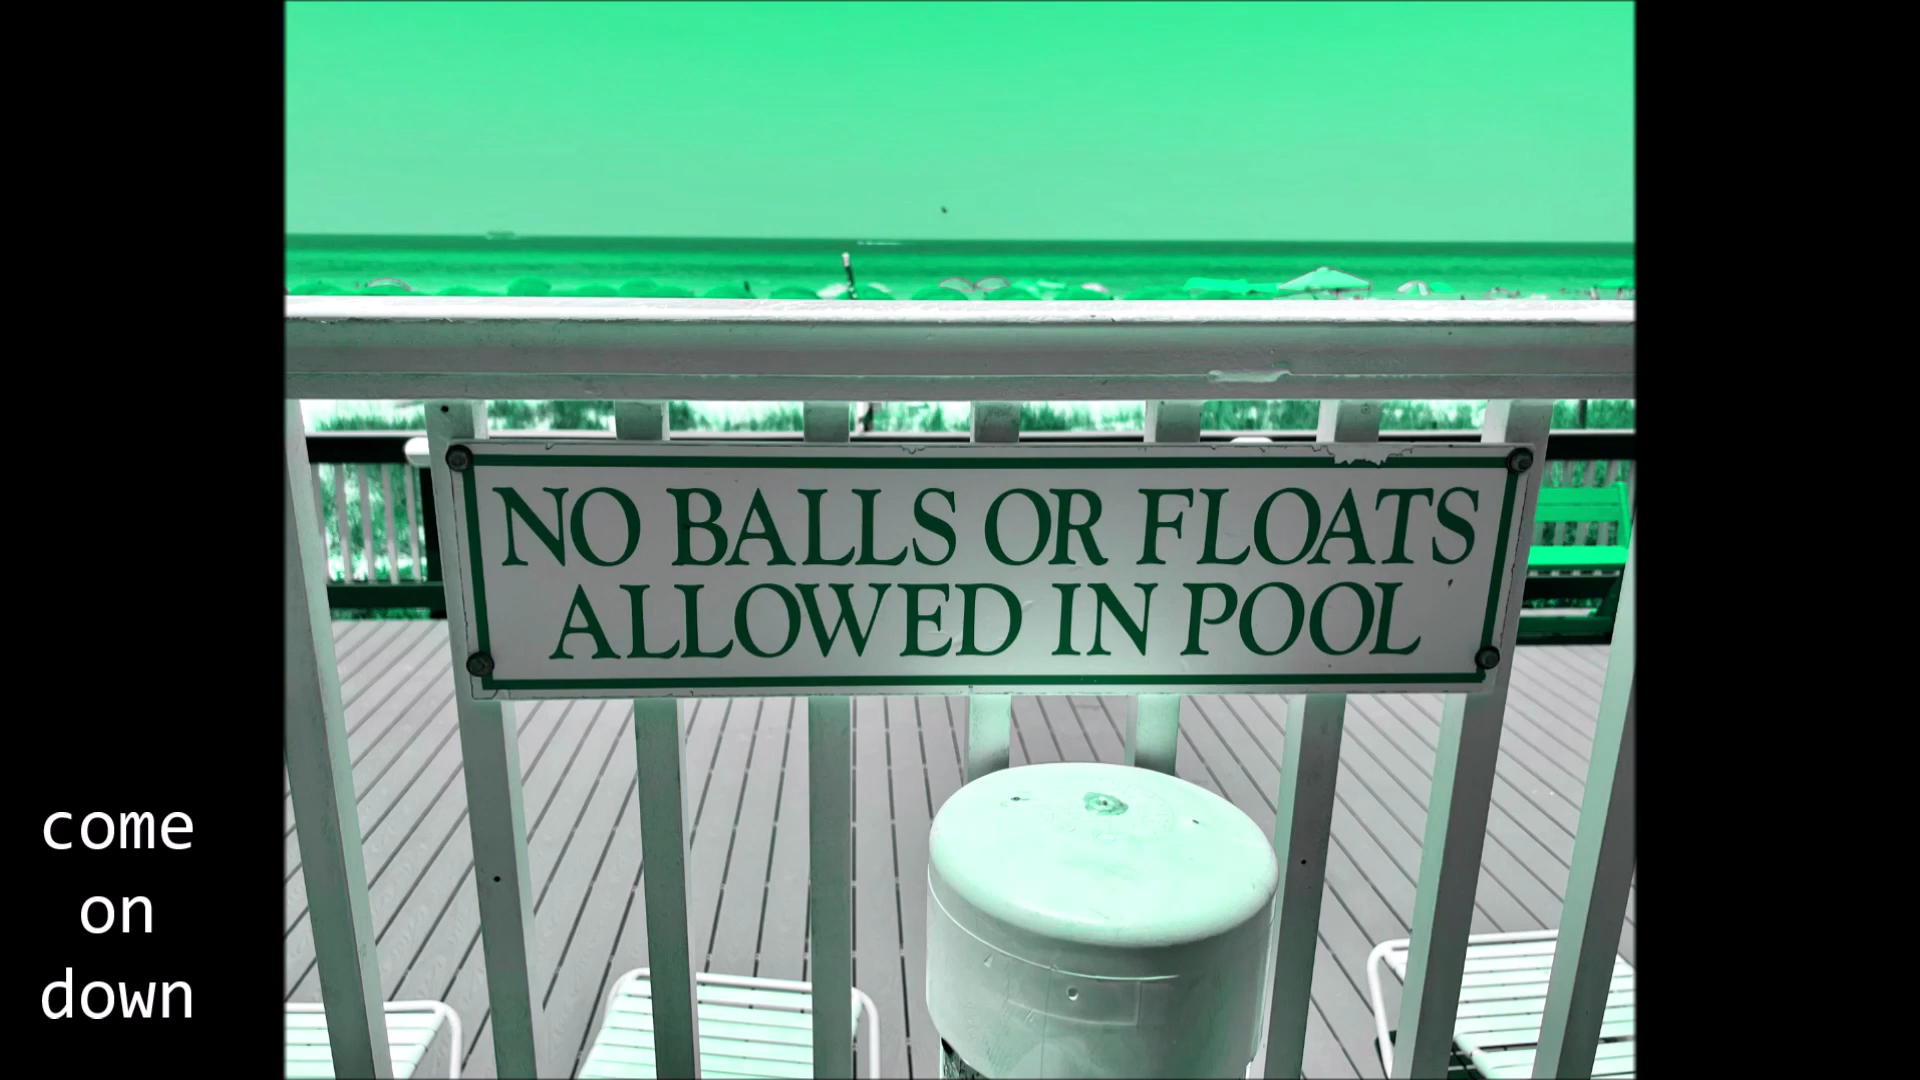 NO BALLS OR FLOATS
ALLOWED IN POOL
come
on
down